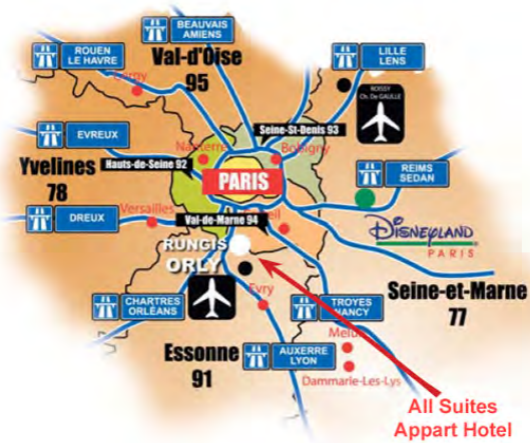 BEAUVAIS
AMIENS
ROUEN
LE HAVRE
Val-d'Oise
95
LILLE
LENS
ROISSY
Ch. De GAULLE
EVREUX
Seine-St-Denis 93
Nanterre
Bobigny
Hauts-de-Seine 92
Yvelines
78
PARIS
REIMS
SEDAN
DREUX
Versailles
Val-de-Marne 94
DISNEYLAND
PARIS
RUNGIS
ORLY
Evry
Seine-et-Marne
77
CHARTRES
ORLÉANS
TROYES
NANCY
Essonne
91
AUXERRE
LYON
Dammarie-Les-Lys
All Suites
Appart Hotel